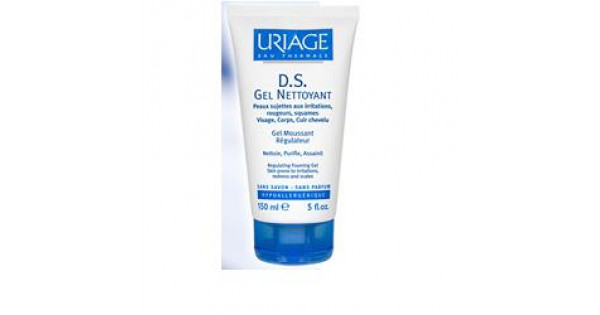 URIAGE
EAU THERMALE
D.S.
GEL NETTOYANT
Peaux sujettes aux irritations,
rougeurs, squames
Visage, Corps, Cuir chevelu
Gel Moussant
Régulateur
Nettoie, Purifie, Assainit
Regulating Foaming Gel
Skin prone to irritations,
redness and scales
SANS SAVON - SANS PARFUM
HYPOALLERGÉNIQUE
150 ml ℮ 5 fl.oz.